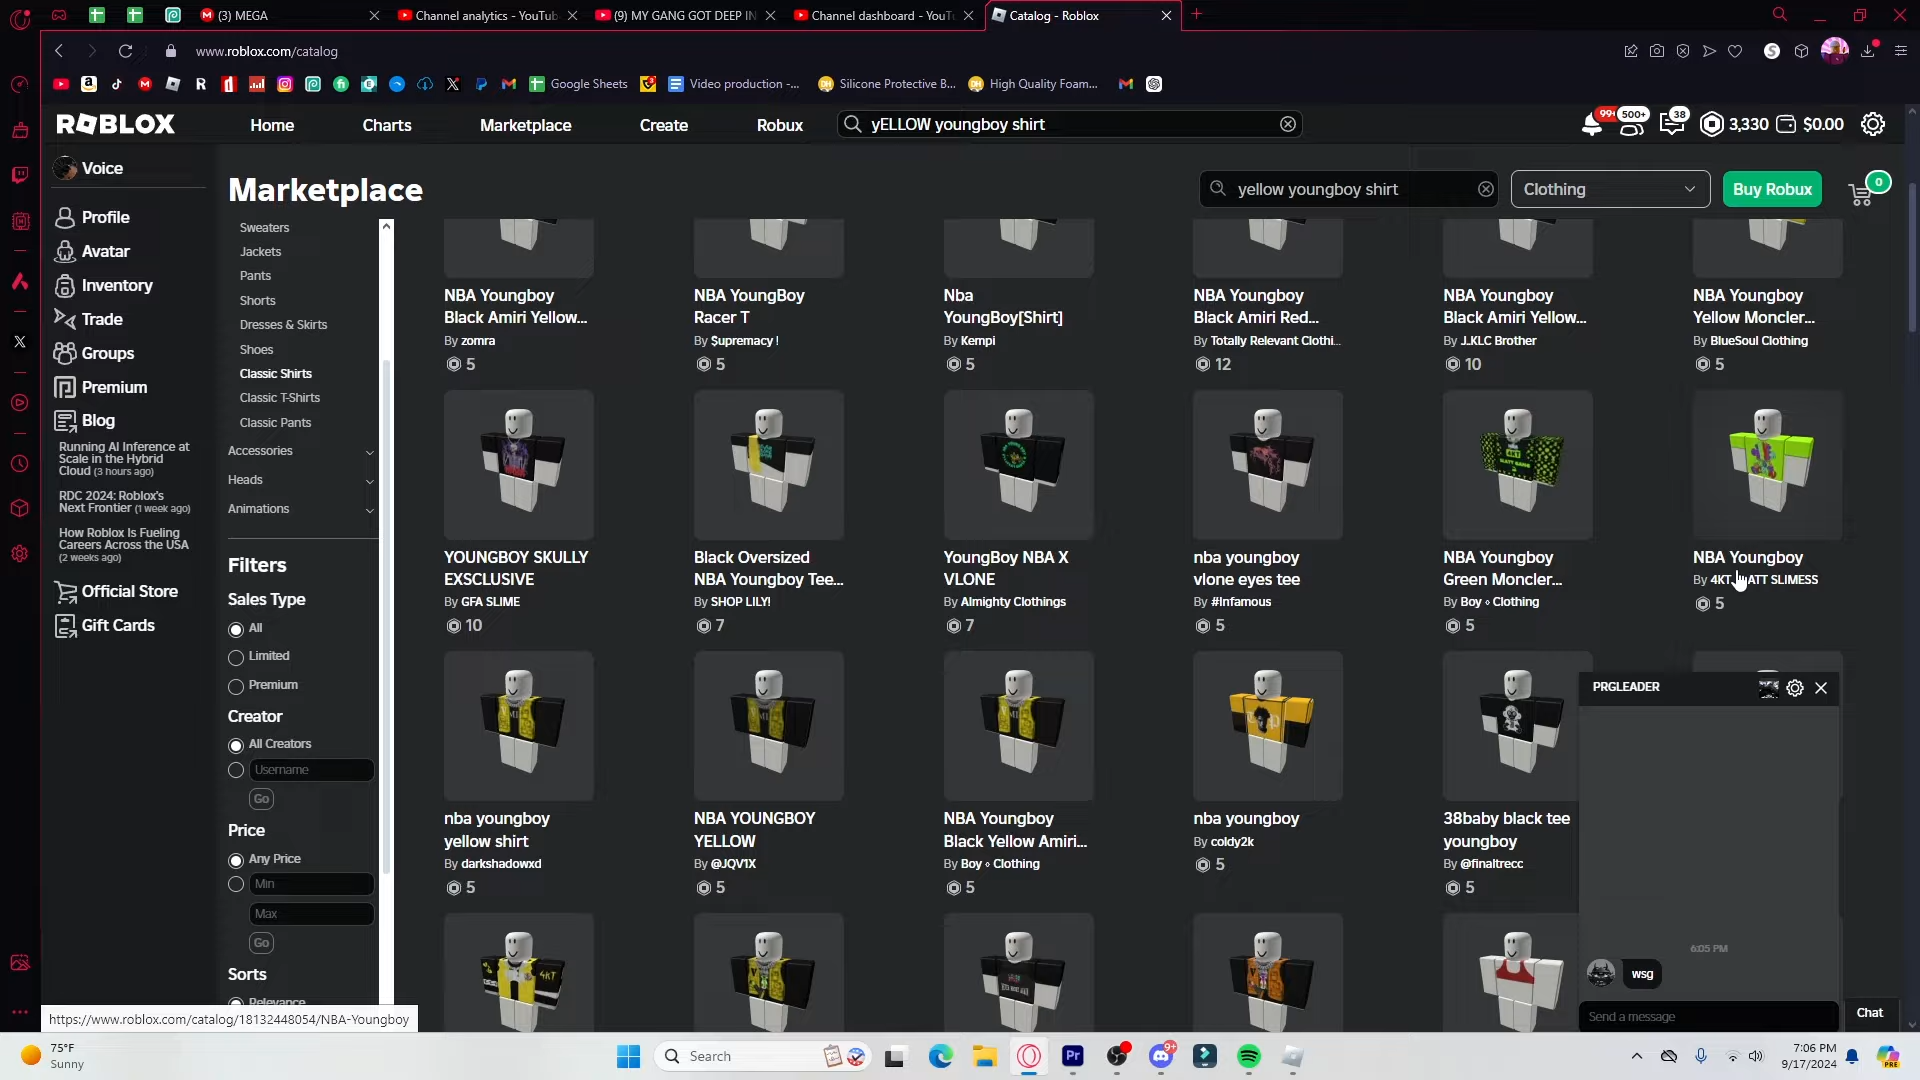 (3) MEGA
Channel analytics - YouTub
(9) MY GANG GOT DEEP IN
Channel dashboard - YouTu
Catalog - Roblox
www.roblox.com/catalog
Google Sheets
Video production -...
Silicone Protective B...
High Quality Foam...
ROBLOX
Home
Charts
Marketplace
Create
Robux
yELLOW youngboy shirt
99+
500+
38
3,330
$0.00
Voice
Profile
Avatar
Inventory
Trade
Groups
Premium
Blog
Running AI Inference at
Scale in the Hybrid
Cloud (3 hours ago)
RDC 2024: Roblox's
Next Frontier (1 week ago)
How Roblox Is Fueling
Careers Across the USA
(2 weeks ago)
Official Store
Gift Cards
Marketplace
yellow youngboy shirt
Clothing
Buy Robux
0
Sweaters
Jackets
Pants
Shorts
Dresses & Skirts
Shoes
Classic Shirts
Classic T-Shirts
Classic Pants
Accessories
Heads
Animations
Filters
Sales Type
All
Limited
Premium
Creator
All Creators
Username
Go
Price
Any Price
Min
Max
Go
Sorts
Relevance
NBA Youngboy
Black Amiri Yellow...
By zomra
5
NBA YoungBoy
Racer T
By $upremacy !
5
Nba
YoungBoy[Shirt]
By Kempi
5
NBA Youngboy
Black Amiri Red...
By Totally Relevant Clothi...
12
NBA Youngboy
Black Amiri Yellow...
By J.KLC Brother
10
NBA Youngboy
Yellow Moncler...
By BlueSoul Clothing
5
YOUNGBOY SKULLY
EXSCLUSIVE
By GFA SLIME
10
Black Oversized
NBA Youngboy Tee...
By SHOP LILY!
7
YoungBoy NBA X
VLONE
By Almighty Clothings
7
nba youngboy
vlone eyes tee
By #Infamous
5
4KT
NBA Youngboy
Green Moncler...
By Boy ⋄ Clothing
5
NBA Youngboy
By 4KT ATT SLIMESS
5
nba youngboy
yellow shirt
By darkshadowxd
5
NBA YOUNGBOY
YELLOW
By @JQV1X
5
NBA Youngboy
Black Yellow Amiri...
By Boy ⋄ Clothing
5
nba youngboy
By coldy2k
5
38baby black tee
youngboy
By @finaltrecc
5
4KT
PRGLEADER
6:05 PM
wsg
Send a message
Chat
https://www.roblox.com/catalog/18132448054/NBA-Youngboy
75°F
Sunny
Search
Pr
9+
7:06 PM
9/17/2024
PRE